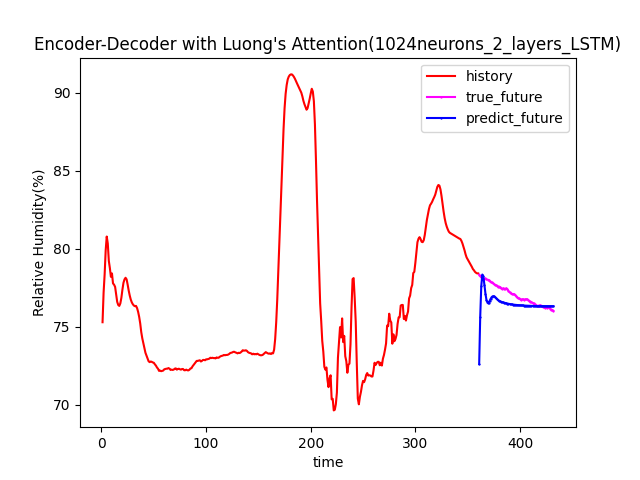 Encoder-Decoder with Luong's Attention(1024neurons_2_layers_LSTM)
history
true_future
predict_future
Relative Humidity(%)
90
85
80
75
70
0 100 200 300 400
time